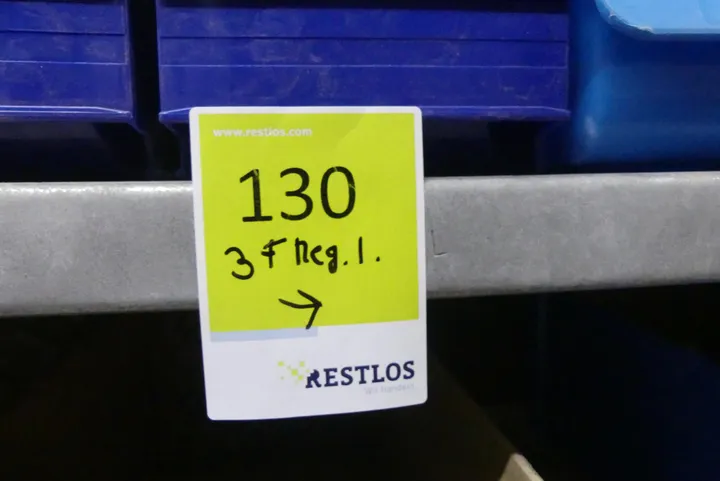 www.restlos.com
130
3 F Reg. 1.
→
RESTLOS